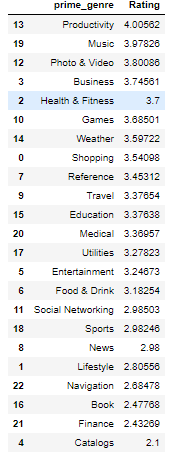 prime_genre Rating
13 Productivity 4.00562
19 Music 3.97826
12 Photo & Video 3.80086
3 Business 3.74561
2 Health & Fitness 3.7
10 Games 3.68501
14 Weather 3.59722
0 Shopping 3.54098
7 Reference 3.45312
9 Travel 3.37654
15 Education 3.37638
20 Medical 3.36957
17 Utilities 3.27823
5 Entertainment 3.24673
6 Food & Drink 3.18254
11 Social Networking 2.98503
18 Sports 2.98246
8 News 2.98
1 Lifestyle 2.80556
22 Navigation 2.68478
16 Book 2.47768
21 Finance 2.43269
4 Catalogs 2.1